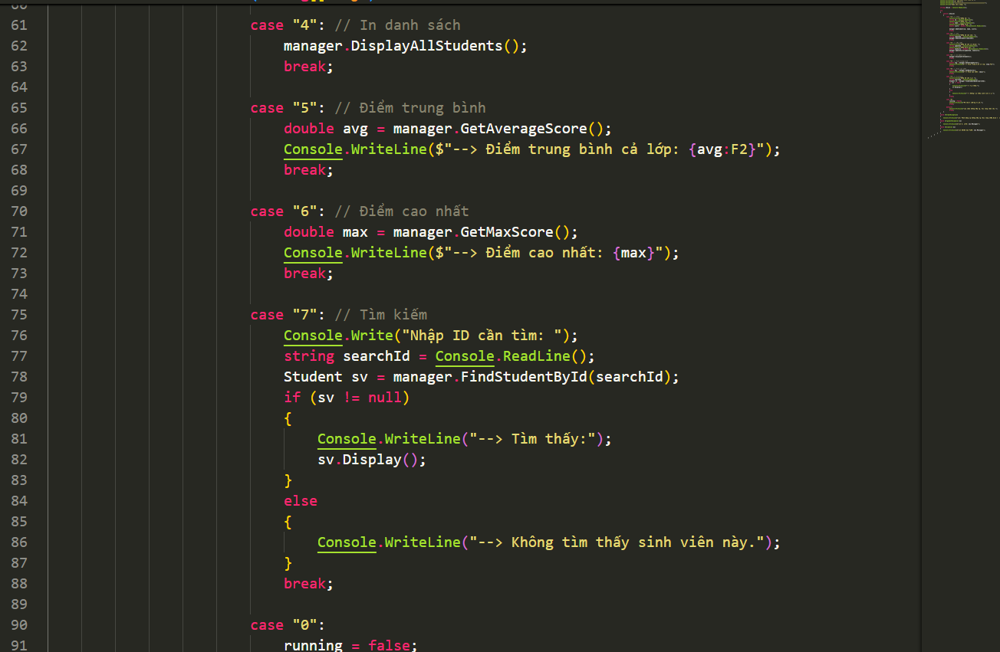 61 case "4": // In danh sách
62 manager.DisplayAllStudents();
63 break;
64
65 case "5": // Điểm trung bình
66 double avg = manager.GetAverageScore();
67 Console.WriteLine($"--> Điểm trung bình cả lớp: {avg:F2}");
68 break;
69
70 case "6": // Điểm cao nhất
71 double max = manager.GetMaxScore();
72 Console.WriteLine($"--> Điểm cao nhất: {max}");
73 break;
74
75 case "7": // Tìm kiếm
76 Console.Write("Nhập ID cần tìm: ");
77 string searchId = Console.ReadLine();
78 Student sv = manager.FindStudentById(searchId);
79 if (sv != null)
80 {
81 Console.WriteLine("--> Tìm thấy:");
82 sv.Display();
83 }
84 else
85 {
86 Console.WriteLine("--> Không tìm thấy sinh viên này.");
87 }
88 break;
89
90 case "0":
91 running = false;